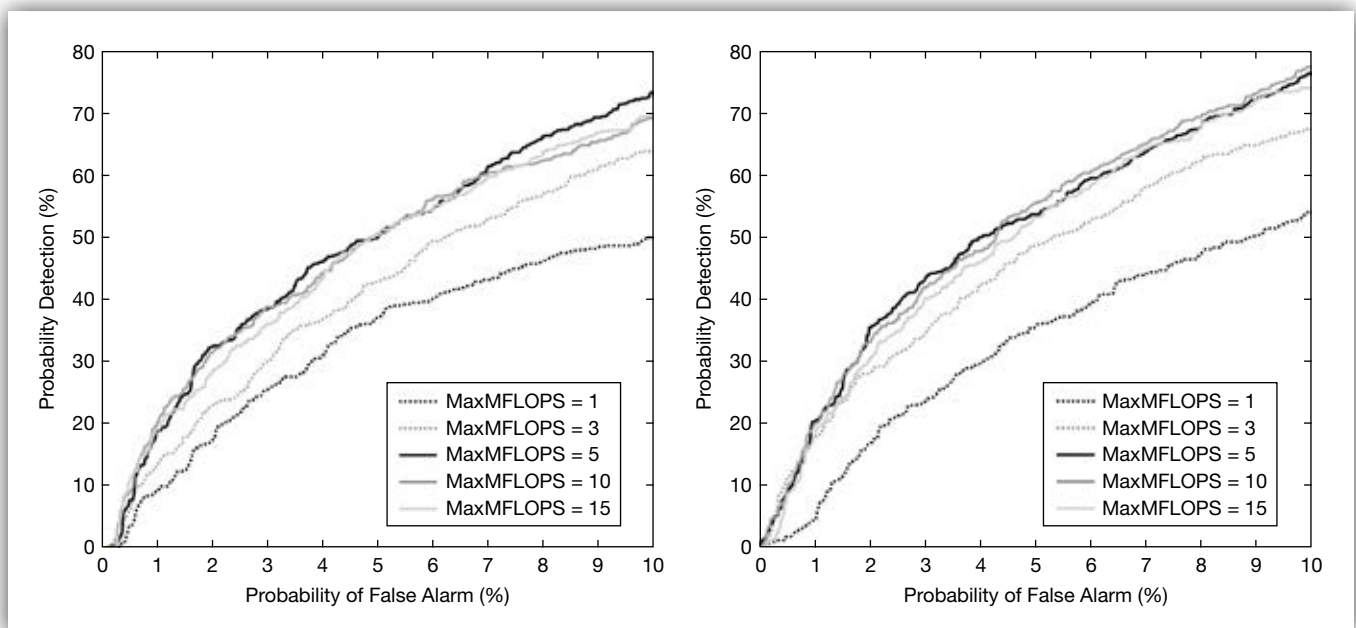 80
70
60
50
40
30
20
10
0
Probability Detection (%)
MaxMFLOPS = 1
MaxMFLOPS = 3
MaxMFLOPS = 5
MaxMFLOPS = 10
MaxMFLOPS = 15
0 1 2 3 4 5 6 7 8 9 10
Probability of False Alarm (%)
80
70
60
50
40
30
20
10
0
Probability Detection (%)
MaxMFLOPS = 1
MaxMFLOPS = 3
MaxMFLOPS = 5
MaxMFLOPS = 10
MaxMFLOPS = 15
0 1 2 3 4 5 6 7 8 9 10
Probability of False Alarm (%)